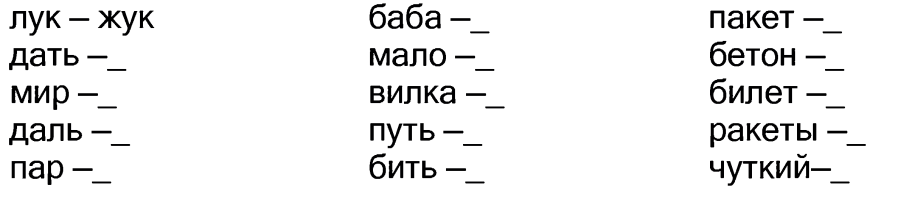 лук – жук
дать –_
мир –_
даль –_
пар –_
баба –_
мало –_
вилка –_
путь –_
бить –_
пакет –_
бетон –_
билет –_
ракеты –_
чуткий–_